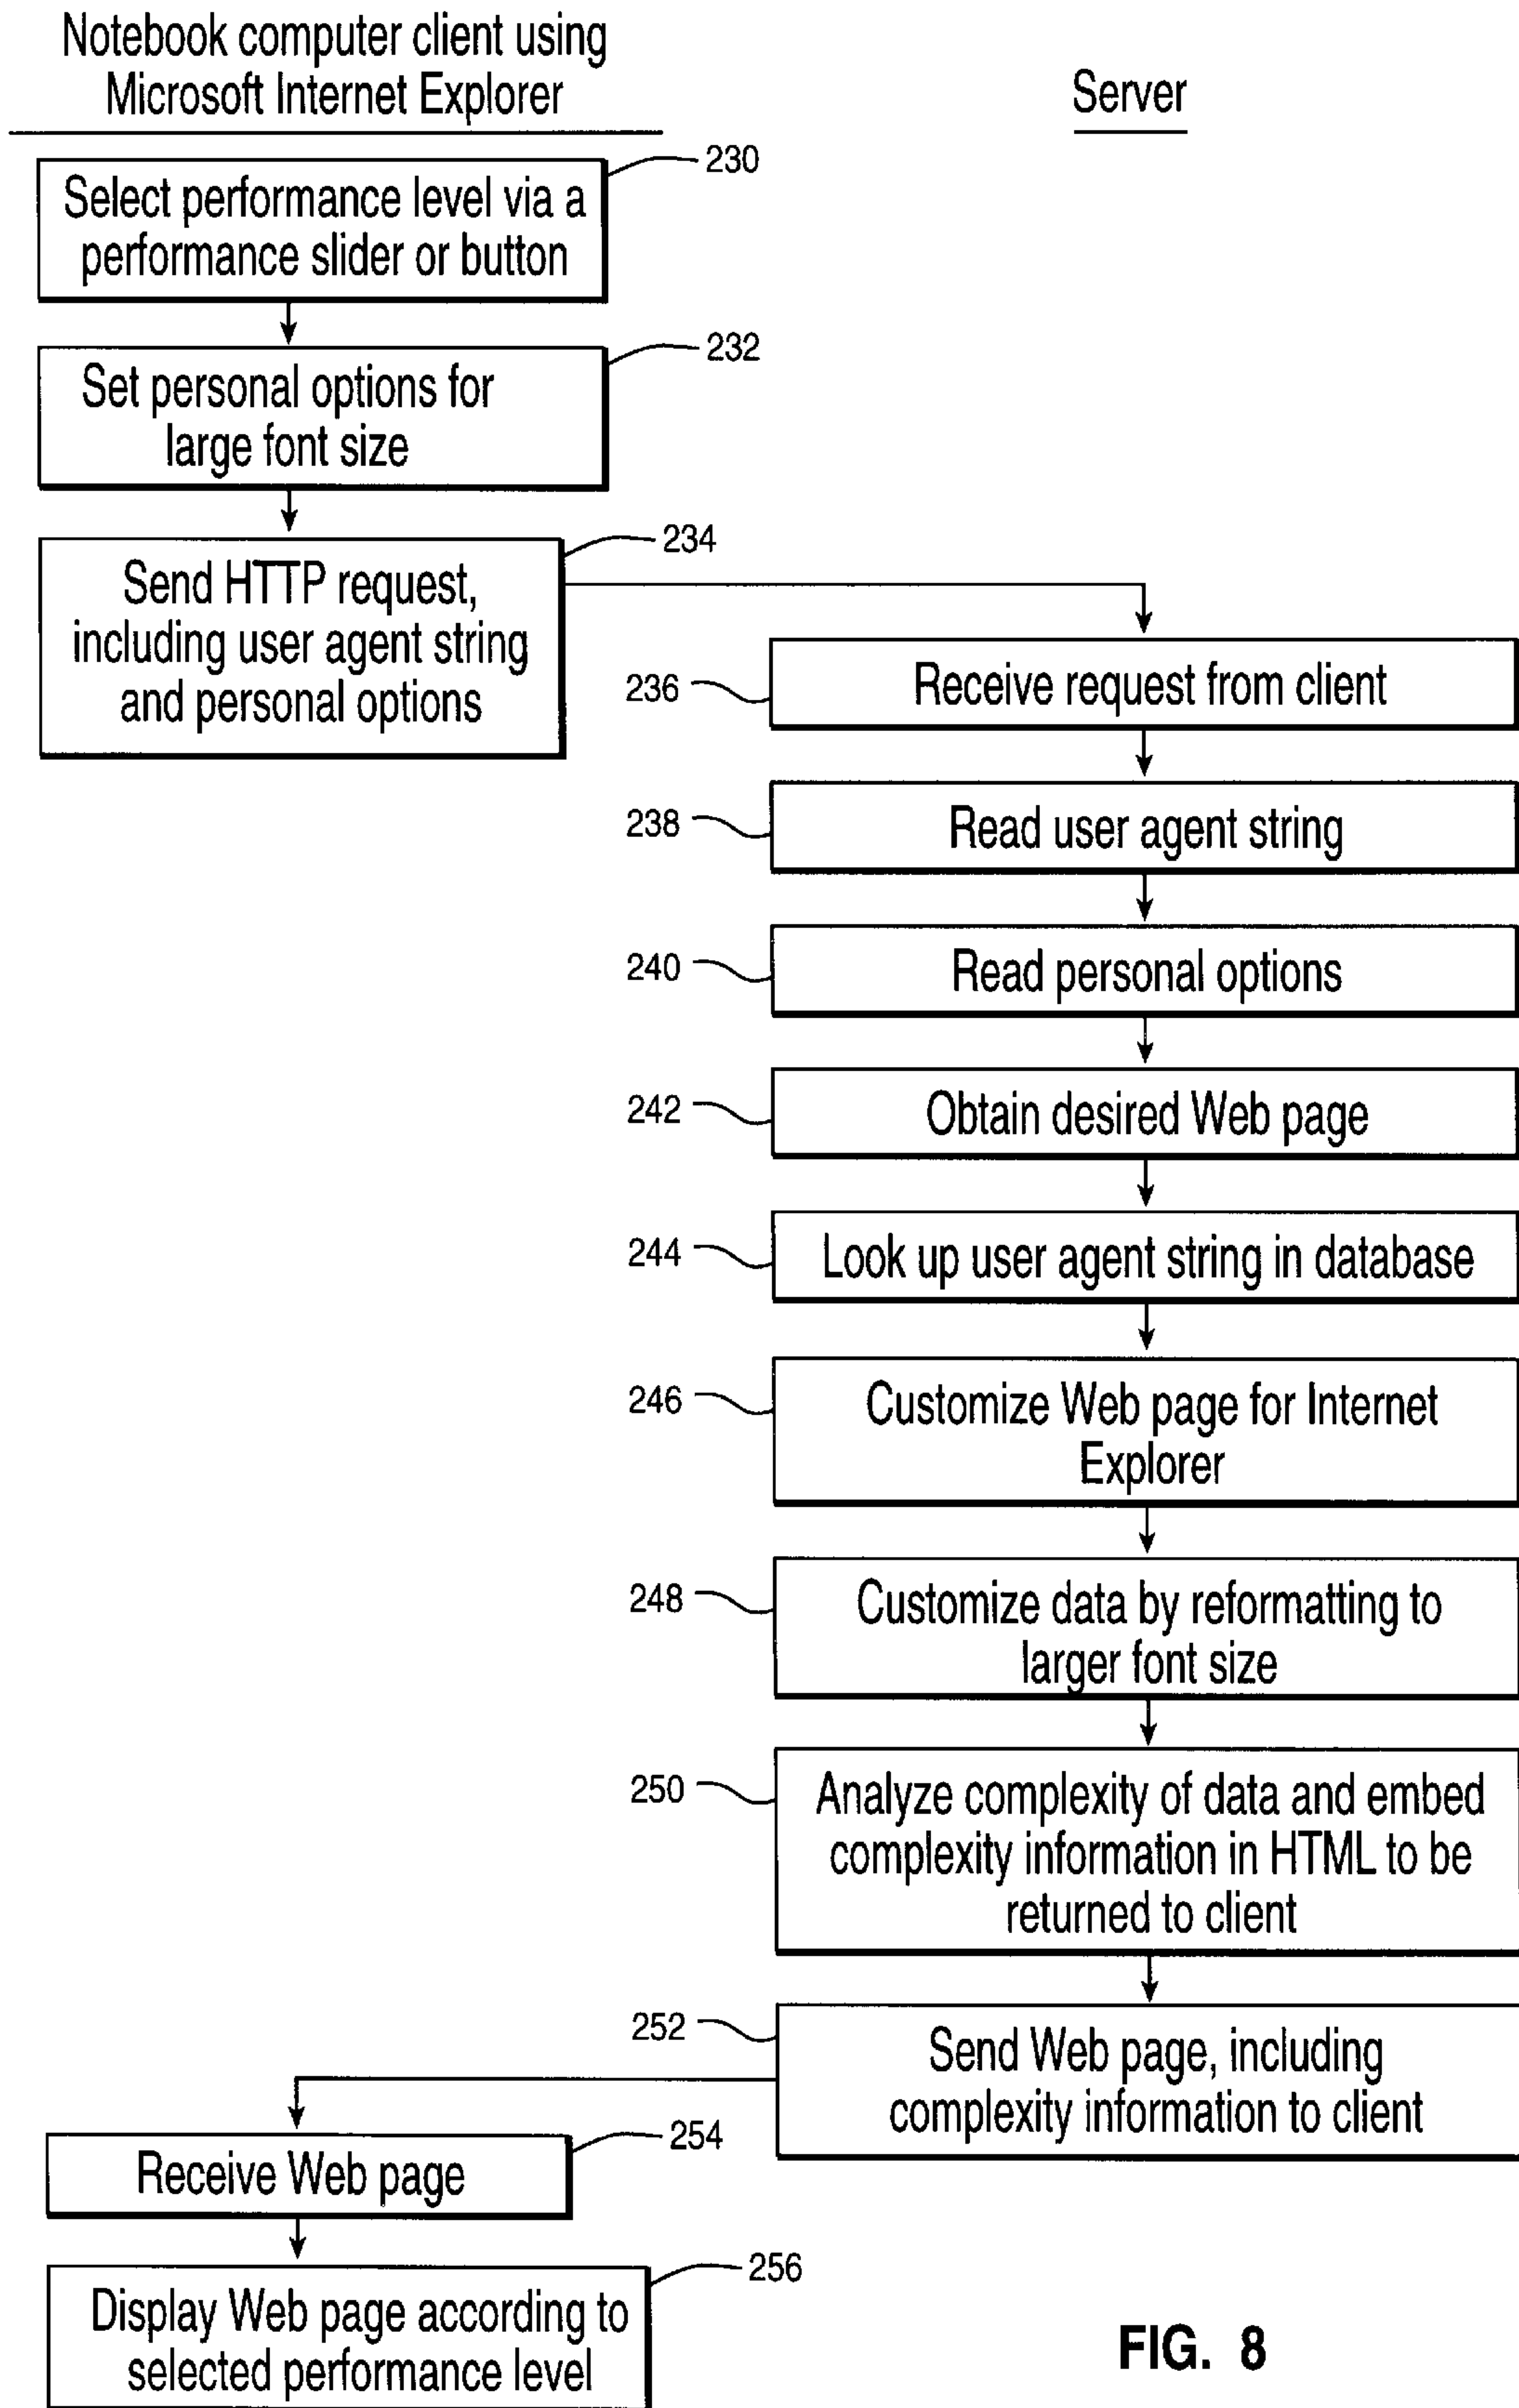 Notebook computer client using
Microsoft Internet Explorer
Server
230
Select performance level via a
performance slider or button
232
Set personal options for
large font size
234
Send HTTP request,
including user agent string
and personal options
236
Receive request from client
238
Read user agent string
240
Read personal options
242
Obtain desired Web page
244
Look up user agent string in database
246
Customize Web page for Internet
Explorer
248
Customize data by reformatting to
larger font size
250
Analyze complexity of data and embed
complexity information in HTML to be
returned to client
252
Send Web page, including
complexity information to client
254
Receive Web page
256
Display Web page according to
selected performance level
FIG. 8